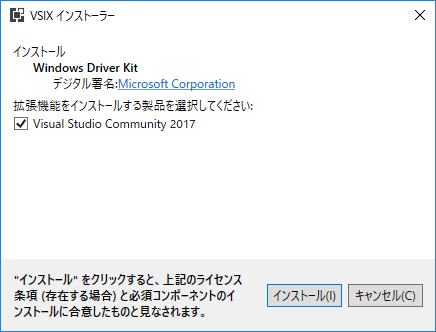 VSIX インストーラー
インストール
Windows Driver Kit
デジタル署名:Microsoft Corporation
拡張機能をインストールする製品を選択してください:
Visual Studio Community 2017
"インストール" をクリックすると、上記のライセンス
条項 (存在する場合) と必須コンポーネントのイ
ンストールに合意したものと見なされます。
インストール(I)
キャンセル(C)